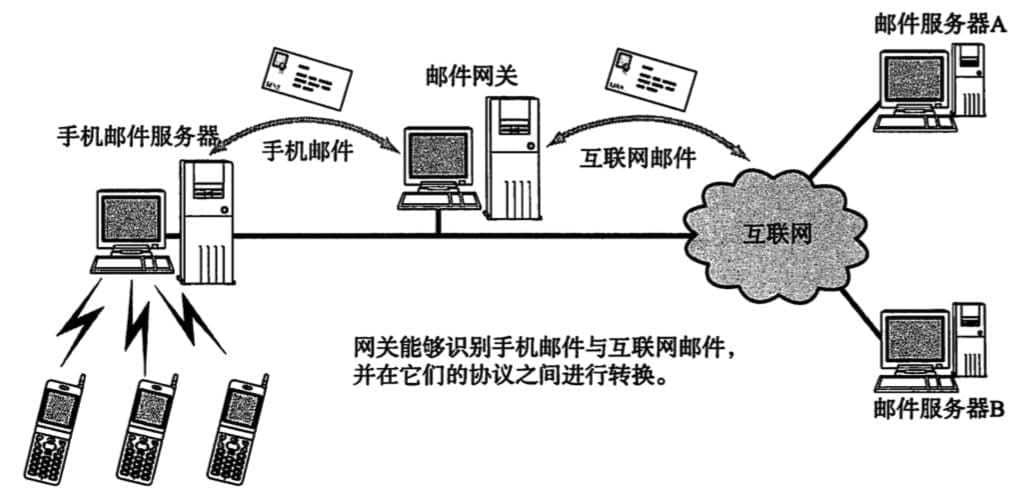 邮件服务器A
邮件网关
手机邮件服务器
手机邮件
互联网邮件
互联网
网关能够识别手机邮件与互联网邮件,
并在它们的协议之间进行转换。
邮件服务器B